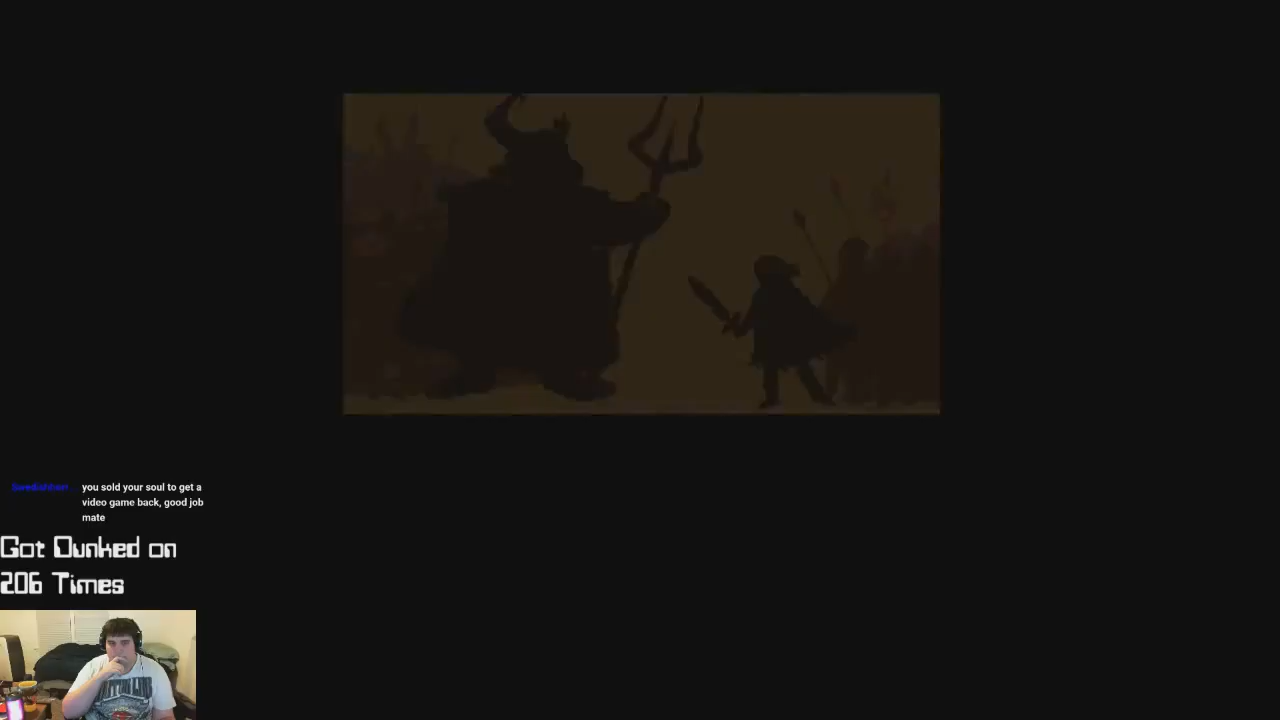 you sold your soul to get a
video game back, good job
mate
Got Dunked on
206 Times